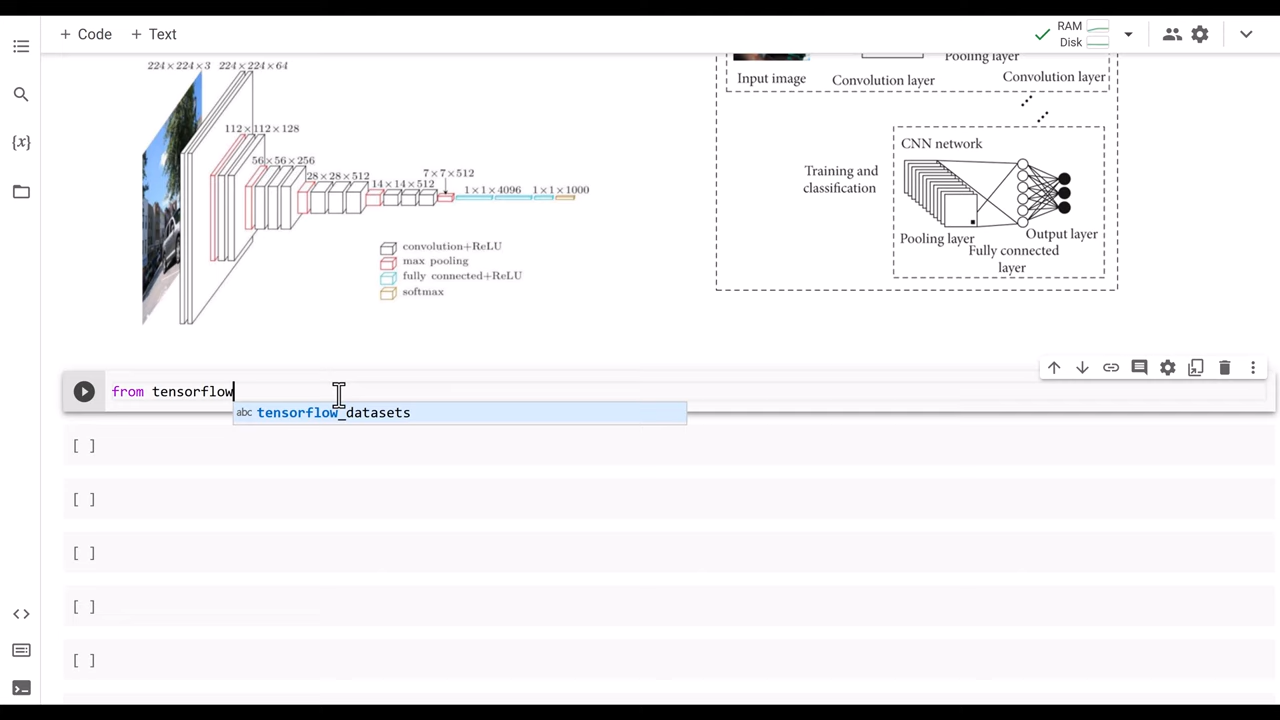 + Code + Text
RAM
Disk
224×224×3 224×224×64
112×112×128
56×56×256
28×28×512
14×14×512
7×7×512
1×1×4096 1×1×1000
convolution+ReLU
max pooling
fully connected+ReLU
softmax
Pooling layer
Input image
Convolution layer
Convolution layer
CNN network
Training and
classification
Pooling layer
Output layer
Fully connected
layer
{x}
from tensorflow
abc tensorflow_datasets
[ ]
[ ]
[ ]
[ ]
[ ]